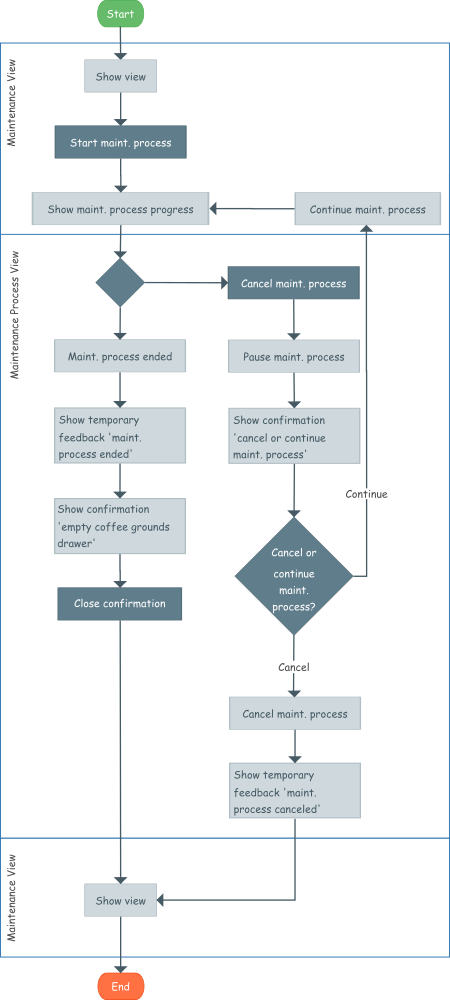 Start
Maintenance View
Show view
Start maint. process
Show maint. process progress
Continue maint. process
Maintenance Process View
Cancel maint. process
Maint. process ended
Pause maint. process
Show temporary
feedback 'maint.
process ended'
Show confirmation
'cancel or continue
maint. process'
Continue
Show confirmation
'empty coffee grounds
drawer'
Cancel or
continue
maint.
process?
Close confirmation
Cancel
Cancel maint. process
Show temporary
feedback 'maint.
process canceled'
Maintenance View
Show view
End